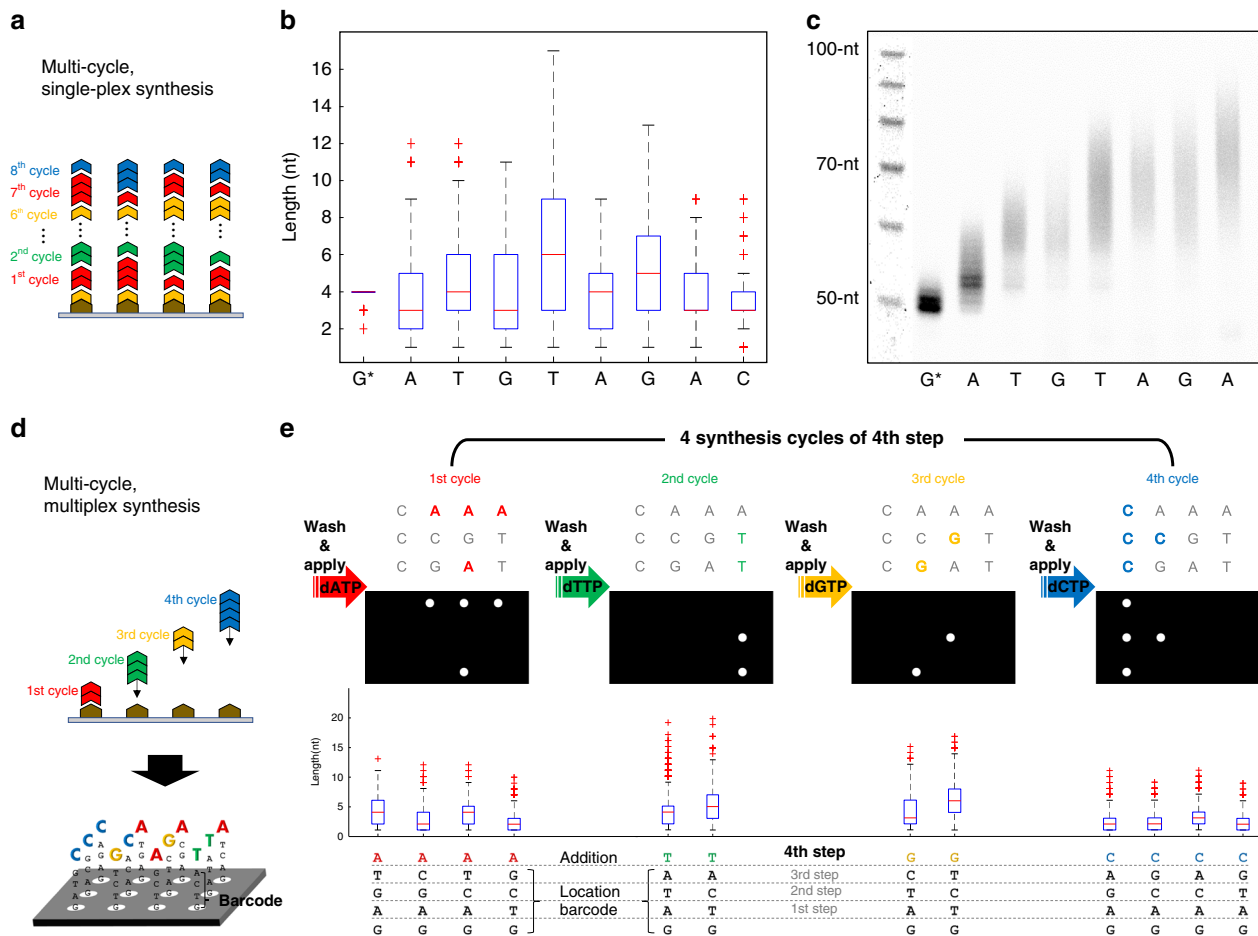 a
Multi-cycle,
single-plex synthesis
8th cycle
7th cycle
6th cycle
2nd cycle
1st cycle
b
Length (nt)
16
14
12
10
8
6
4
2
G* A T G T A G A C
c
100-nt
70-nt
50-nt
G* A T G T A G A
d
Multi-cycle,
multiplex synthesis
4th cycle
3rd cycle
2nd cycle
1st cycle
C C C G C A A G A T T A
Barcode
e
4 synthesis cycles of 4th step
1st cycle
Wash
&
apply
dATP
C A A A
C C G T
C G A T
2nd cycle
Wash
&
apply
dTTP
C A A A
C C G T
C G A T
3rd cycle
Wash
&
apply
dGTP
C A A A
C C G T
C G A T
4th cycle
Wash
&
apply
dCTP
C A A A
C C G T
C G A T
Length(nt)
20
15
10
5
0
A A A A Addition T T 4th step G G C C C C
T C T G A A 3rd step C T A G A G
G G C C Location T C 2nd step T C G C C T
A A A T barcode A T 1st step A T A A A A
G G G G G G G G G G G G